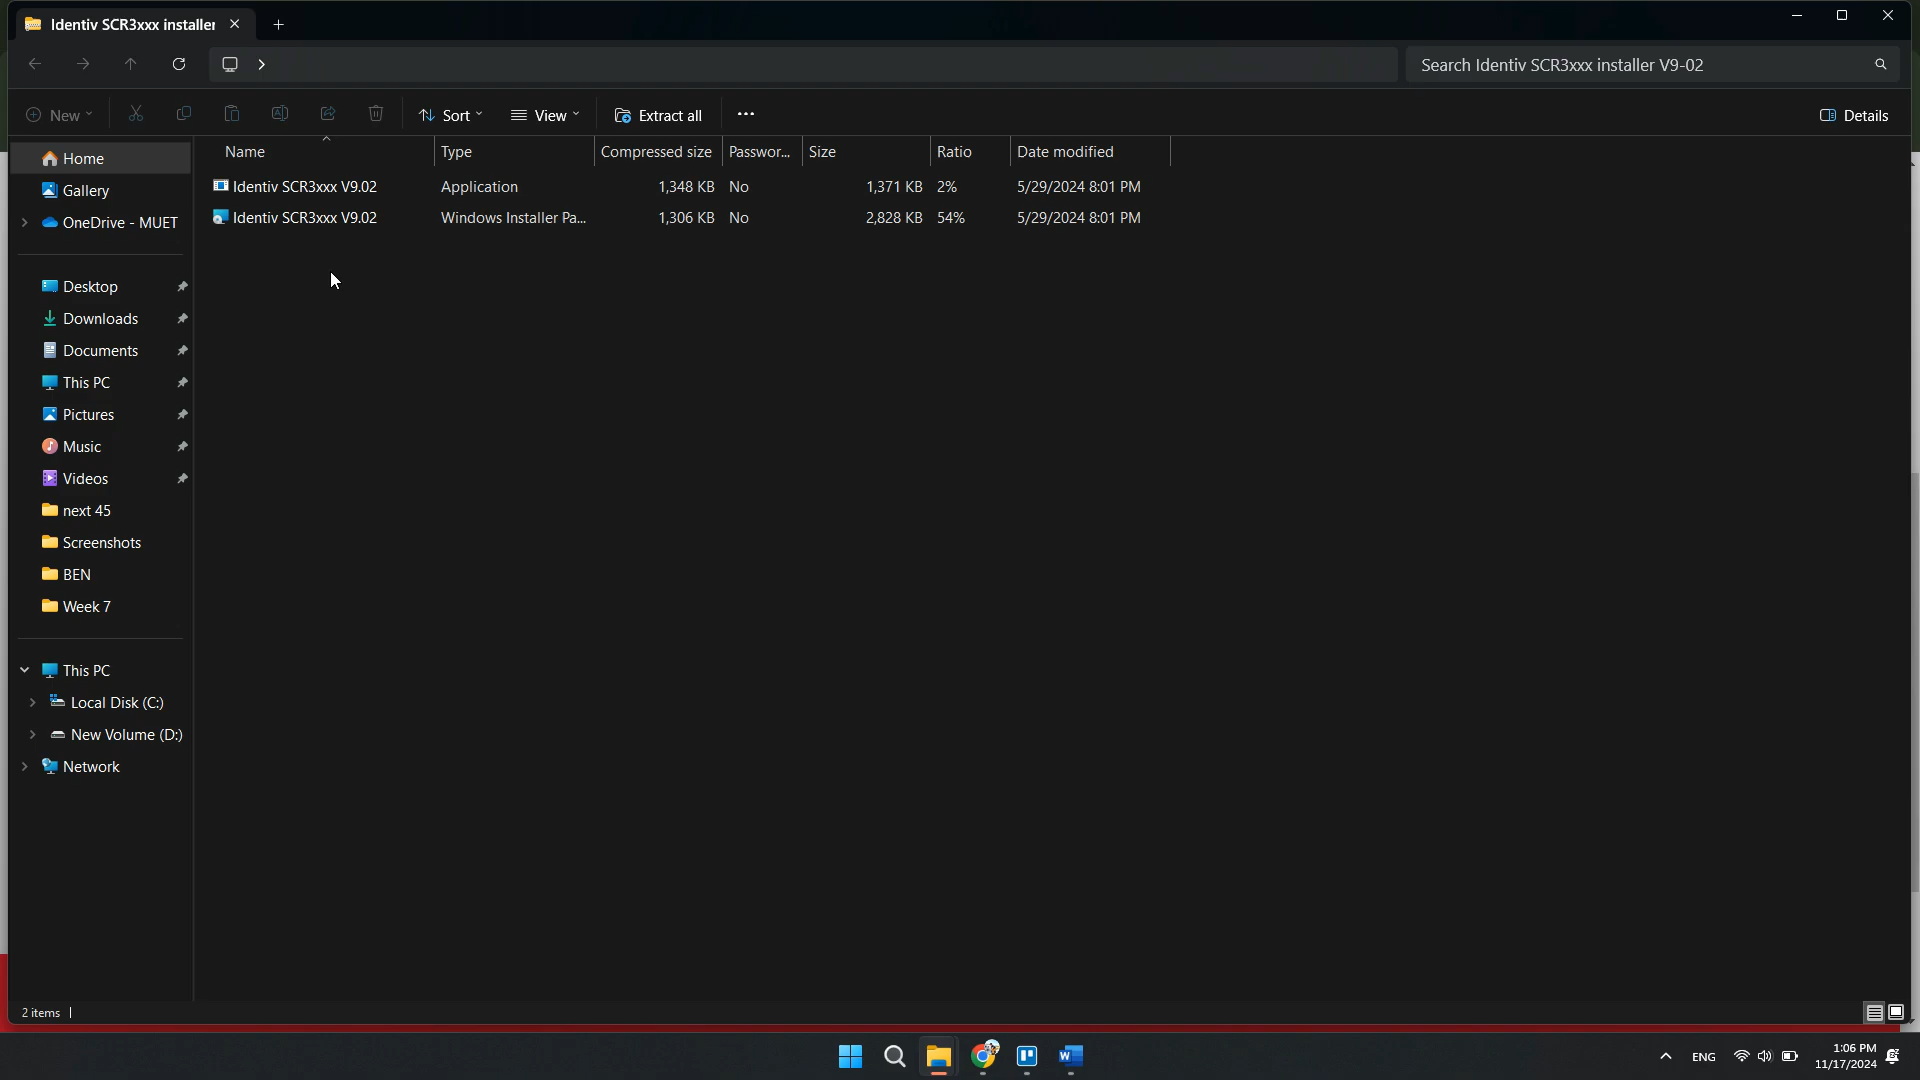 Identiv SCR3xxx installer
Search Identiv SCR3xxx installer V9-02
New
Sort
View
Extract all
Details
Name
Type
Compressed size
Passwor...
Size
Ratio
Date modified
Identiv SCR3xxx V9.02
Application
1,348 KB
No
1,371 KB
2%
5/29/2024 8:01 PM
Identiv SCR3xxx V9.02
Windows Installer Pa...
1,306 KB
No
2,828 KB
54%
5/29/2024 8:01 PM
Home
Gallery
OneDrive - MUET
Desktop
Downloads
Documents
This PC
Pictures
Music
Videos
next 45
Screenshots
BEN
Week 7
This PC
Local Disk (C:)
New Volume (D:)
Network
2 items
ENG
1:06 PM
11/17/2024